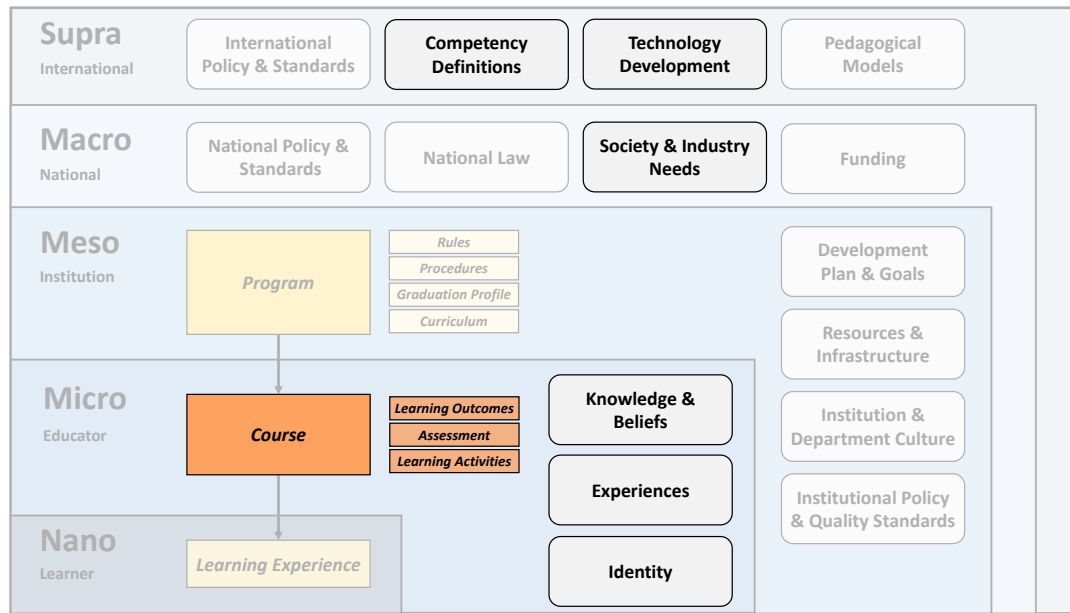 Supra
International
International
Policy & Standards
Competency
Definitions
Technology
Development
Pedagogical
Models
Macro
National
National Policy &
Standards
National Law
Society & Industry
Needs
Funding
Meso
Institution
Program
Rules
Procedures
Graduation Profile
Curriculum
Development
Plan & Goals
Resources &
Infrastructure
Institution &
Department Culture
Institutional Policy
& Quality Standards
Micro
Educator
Course
Learning Outcomes
Assessment
Learning Activities
Knowledge &
Beliefs
Experiences
Identity
Nano
Learner
Learning Experience